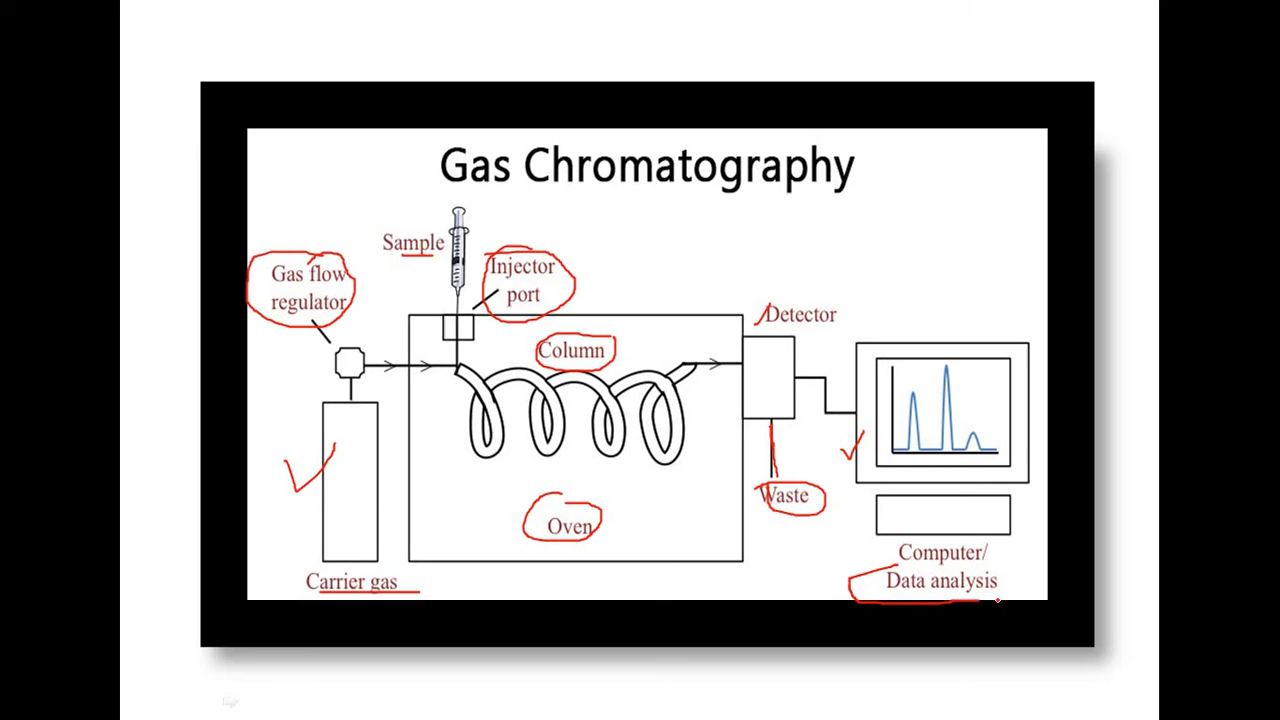 Gas Chromatography
Sample
Gas flow
regulator
Injector
port
Detector
Column
Waste
Oven
Computer/
Data analysis
Carrier gas